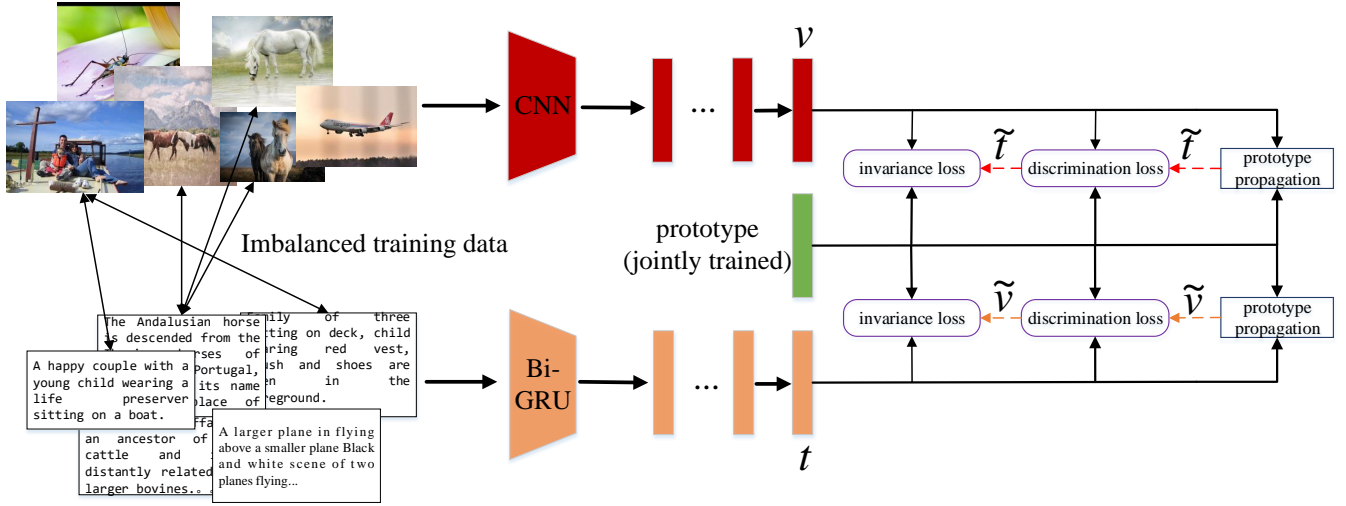 v
CNN
...
t̃
t̃
invariance loss
discrimination loss
prototype
propagation
Imbalanced training data
prototype
(jointly trained)
ṽ
ṽ
invariance loss
discrimination loss
prototype
propagation
The Andalusian horse
is descended from the
of
Portugal,
its name
of
of three
on deck, child
red vest,
and shoes are
in the
A happy couple with a
young child wearing a
life preserver
sitting on a boat.
an ancestor of
cattle and
distantly related
larger bovines.
A larger plane in flying
above a smaller plane Black
and white scene of two
planes flying...
Bi-
GRU
...
t